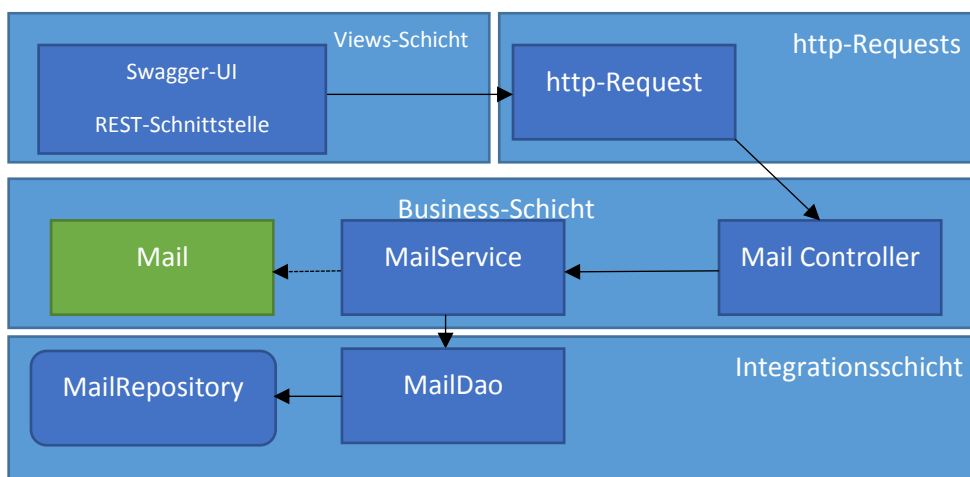 Views-Schicht
Swagger-UI
REST-Schnittstelle
http-Requests
http-Request
Business-Schicht
Mail
MailService
Mail Controller
Integrationsschicht
MailRepository
MailDao